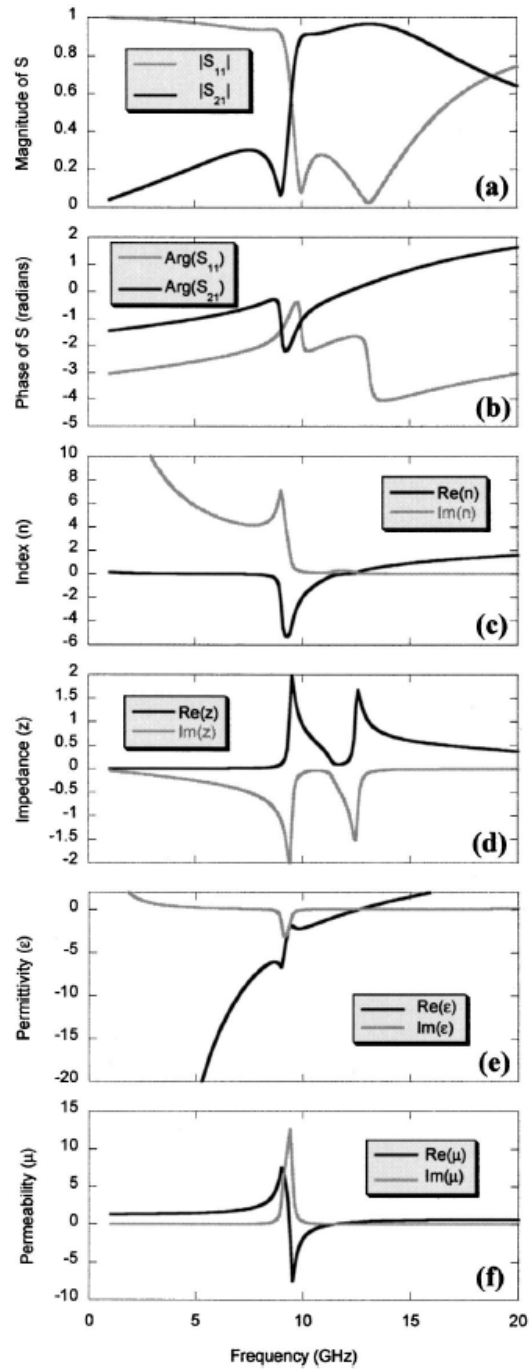 1
0.8
0.6
0.4
0.2
0
Magnitude of S
|S11|
|S21|
(a)
2
1
0
-1
-2
-3
-4
-5
Phase of S (radians)
Arg(S11)
Arg(S21)
(b)
10
8
6
4
2
0
-2
-4
-6
Index (n)
Re(n)
Im(n)
(c)
2
1.5
1
0.5
0
-0.5
-1
-1.5
-2
Impedance (z)
Re(z)
Im(z)
(d)
0
-5
-10
-15
-20
Permittivity (ε)
Re(ε)
Im(ε)
(e)
15
10
5
0
-5
-10
Permeability (μ)
Re(μ)
Im(μ)
(f)
0 5 10 15 20
Frequency (GHz)